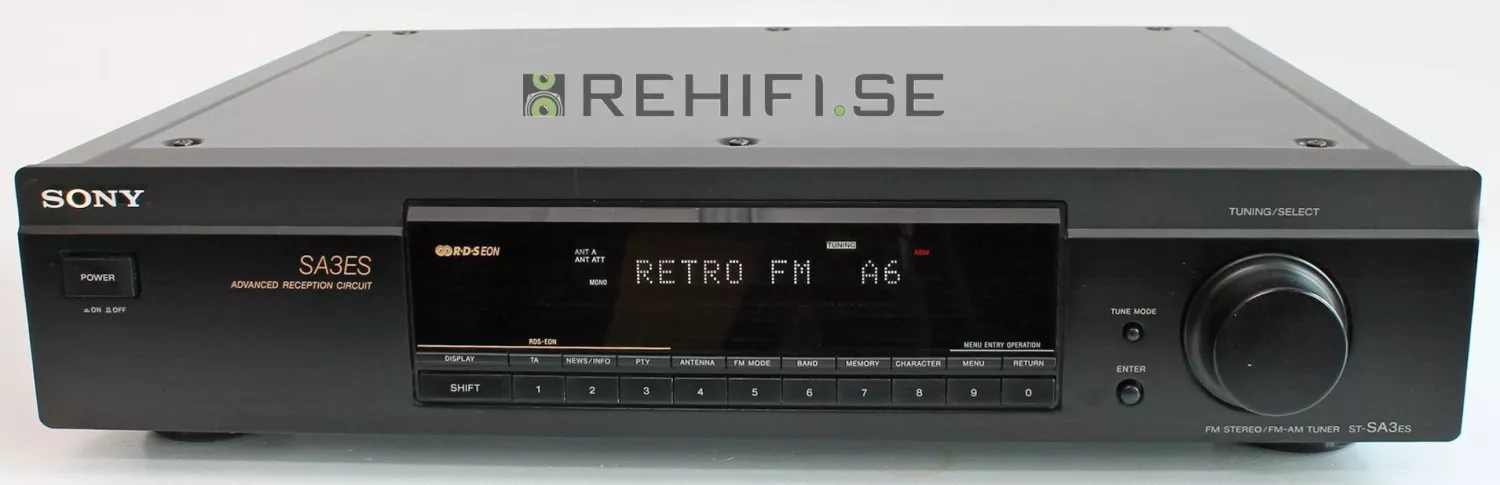 REHIFI.SE
SONY
TUNING/SELECT
R·D·S EON
ANT A
ANT ATT
MONO
TUNING
RETRO FM A6
SA3ES
ADVANCED RECEPTION CIRCUIT
POWER
ON OFF
TUNE MODE
RDS-EON
MENU ENTRY OPERATION
DISPLAY TA NEWS/INFO PTY ANTENNA FM MODE BAND MEMORY CHARACTER MENU RETURN
SHIFT 1 2 3 4 5 6 7 8 9 0
ENTER
FM STEREO/FM-AM TUNER ST-SA3ES